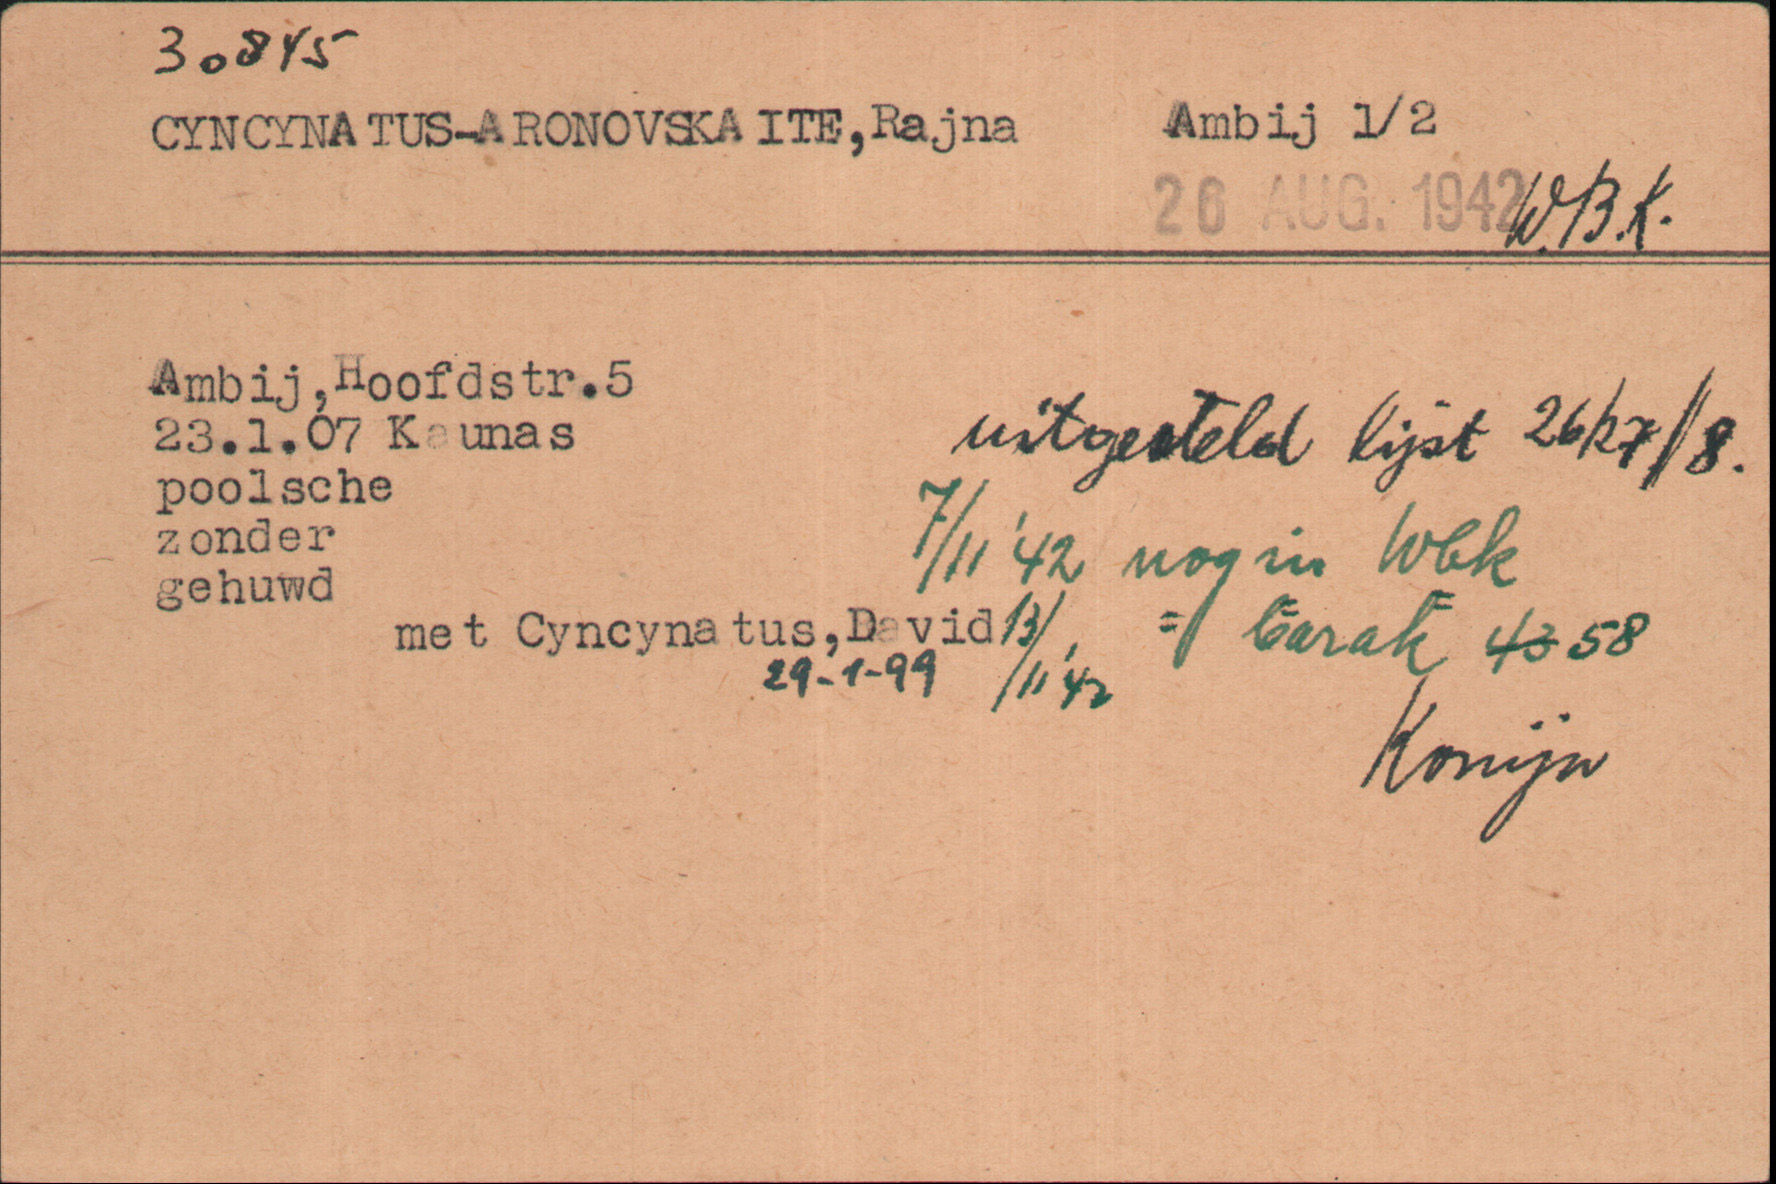 30845
CYNCYNATUS-ARONOVSKAITE,Rajna Ambij 1/2
26 AUG. 1942 W.B.K.
Ambij,Hoofdstr.5
23.1.07 Kaunas
uitgesteld lijst 26/27//8.
poolsche
zonder
7/11 '42 nog in Wbk
gehuwd
met Cyncynatus,David
29-1-99
13/11 '42 = barak 43 58
Konijn